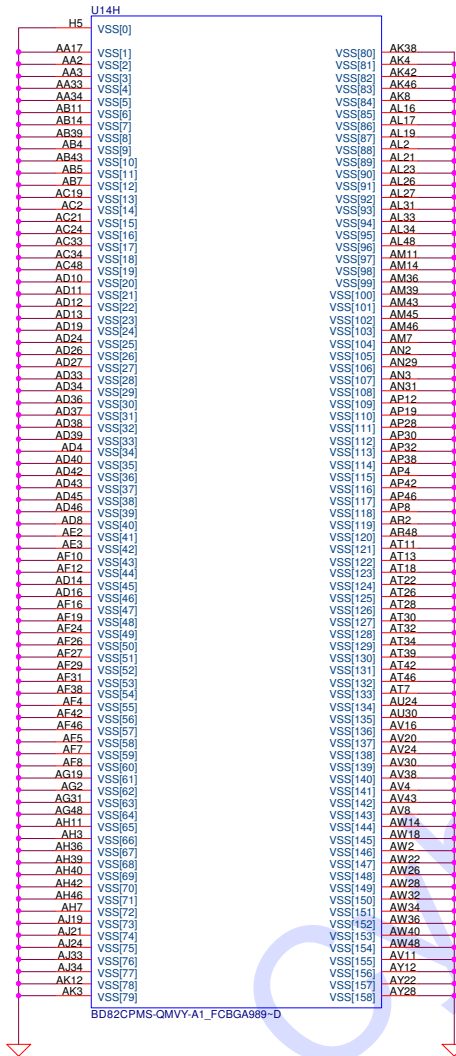 U14H
H5 VSS[0]
AA17 VSS[1] VSS[80] AK38
AA2 VSS[2] VSS[81] AK4
AA3 VSS[3] VSS[82] AK42
AA33 VSS[4] VSS[83] AK46
AA34 VSS[5] VSS[84] AK8
AB11 VSS[6] VSS[85] AL16
AB14 VSS[7] VSS[86] AL17
AB39 VSS[8] VSS[87] AL19
AB4 VSS[9] VSS[88] AL2
AB43 VSS[10] VSS[89] AL21
AB5 VSS[11] VSS[90] AL23
AB7 VSS[12] VSS[91] AL26
AC19 VSS[13] VSS[92] AL27
AC2 VSS[14] VSS[93] AL31
AC21 VSS[15] VSS[94] AL33
AC24 VSS[16] VSS[95] AL34
AC33 VSS[17] VSS[96] AL48
AC34 VSS[18] VSS[97] AM11
AC48 VSS[19] VSS[98] AM14
AD10 VSS[20] VSS[99] AM36
AD11 VSS[21] VSS[100] AM39
AD12 VSS[22] VSS[101] AM43
AD13 VSS[23] VSS[102] AM45
AD19 VSS[24] VSS[103] AM46
AD24 VSS[25] VSS[104] AM7
AD26 VSS[26] VSS[105] AN2
AD27 VSS[27] VSS[106] AN29
AD33 VSS[28] VSS[107] AN3
AD34 VSS[29] VSS[108] AN31
AD36 VSS[30] VSS[109] AP12
AD37 VSS[31] VSS[110] AP19
AD38 VSS[32] VSS[111] AP28
AD39 VSS[33] VSS[112] AP30
AD4 VSS[34] VSS[113] AP32
AD40 VSS[35] VSS[114] AP38
AD42 VSS[36] VSS[115] AP4
AD43 VSS[37] VSS[116] AP42
AD45 VSS[38] VSS[117] AP46
AD46 VSS[39] VSS[118] AP8
AD8 VSS[40] VSS[119] AR2
AE2 VSS[41] VSS[120] AR48
AE3 VSS[42] VSS[121] AT11
AF10 VSS[43] VSS[122] AT13
AF12 VSS[44] VSS[123] AT18
AD14 VSS[45] VSS[124] AT22
AD16 VSS[46] VSS[125] AT26
AF16 VSS[47] VSS[126] AT28
AF19 VSS[48] VSS[127] AT30
AF24 VSS[49] VSS[128] AT32
AF26 VSS[50] VSS[129] AT34
AF27 VSS[51] VSS[130] AT39
AF29 VSS[52] VSS[131] AT42
AF31 VSS[53] VSS[132] AT46
AF38 VSS[54] VSS[133] AT7
AF4 VSS[55] VSS[134] AU24
AF42 VSS[56] VSS[135] AU30
AF46 VSS[57] VSS[136] AV16
AF5 VSS[58] VSS[137] AV20
AF7 VSS[59] VSS[138] AV24
AF8 VSS[60] VSS[139] AV30
AG19 VSS[61] VSS[140] AV38
AG2 VSS[62] VSS[141] AV4
AG31 VSS[63] VSS[142] AV43
AG48 VSS[64] VSS[143] AV8
AH11 VSS[65] VSS[144] AW14
AH3 VSS[66] VSS[145] AW18
AH36 VSS[67] VSS[146] AW2
AH39 VSS[68] VSS[147] AW22
AH40 VSS[69] VSS[148] AW26
AH42 VSS[70] VSS[149] AW28
AH46 VSS[71] VSS[150] AW32
AH7 VSS[72] VSS[151] AW34
AJ19 VSS[73] VSS[152] AW36
AJ21 VSS[74] VSS[153] AW40
AJ24 VSS[75] VSS[154] AW48
AJ33 VSS[76] VSS[155] AV11
AJ34 VSS[77] VSS[156] AY12
AK12 VSS[78] VSS[157] AY22
AK3 VSS[79] VSS[158] AY28
BD82CPMS-QMVY-A1_FCBGA989~D